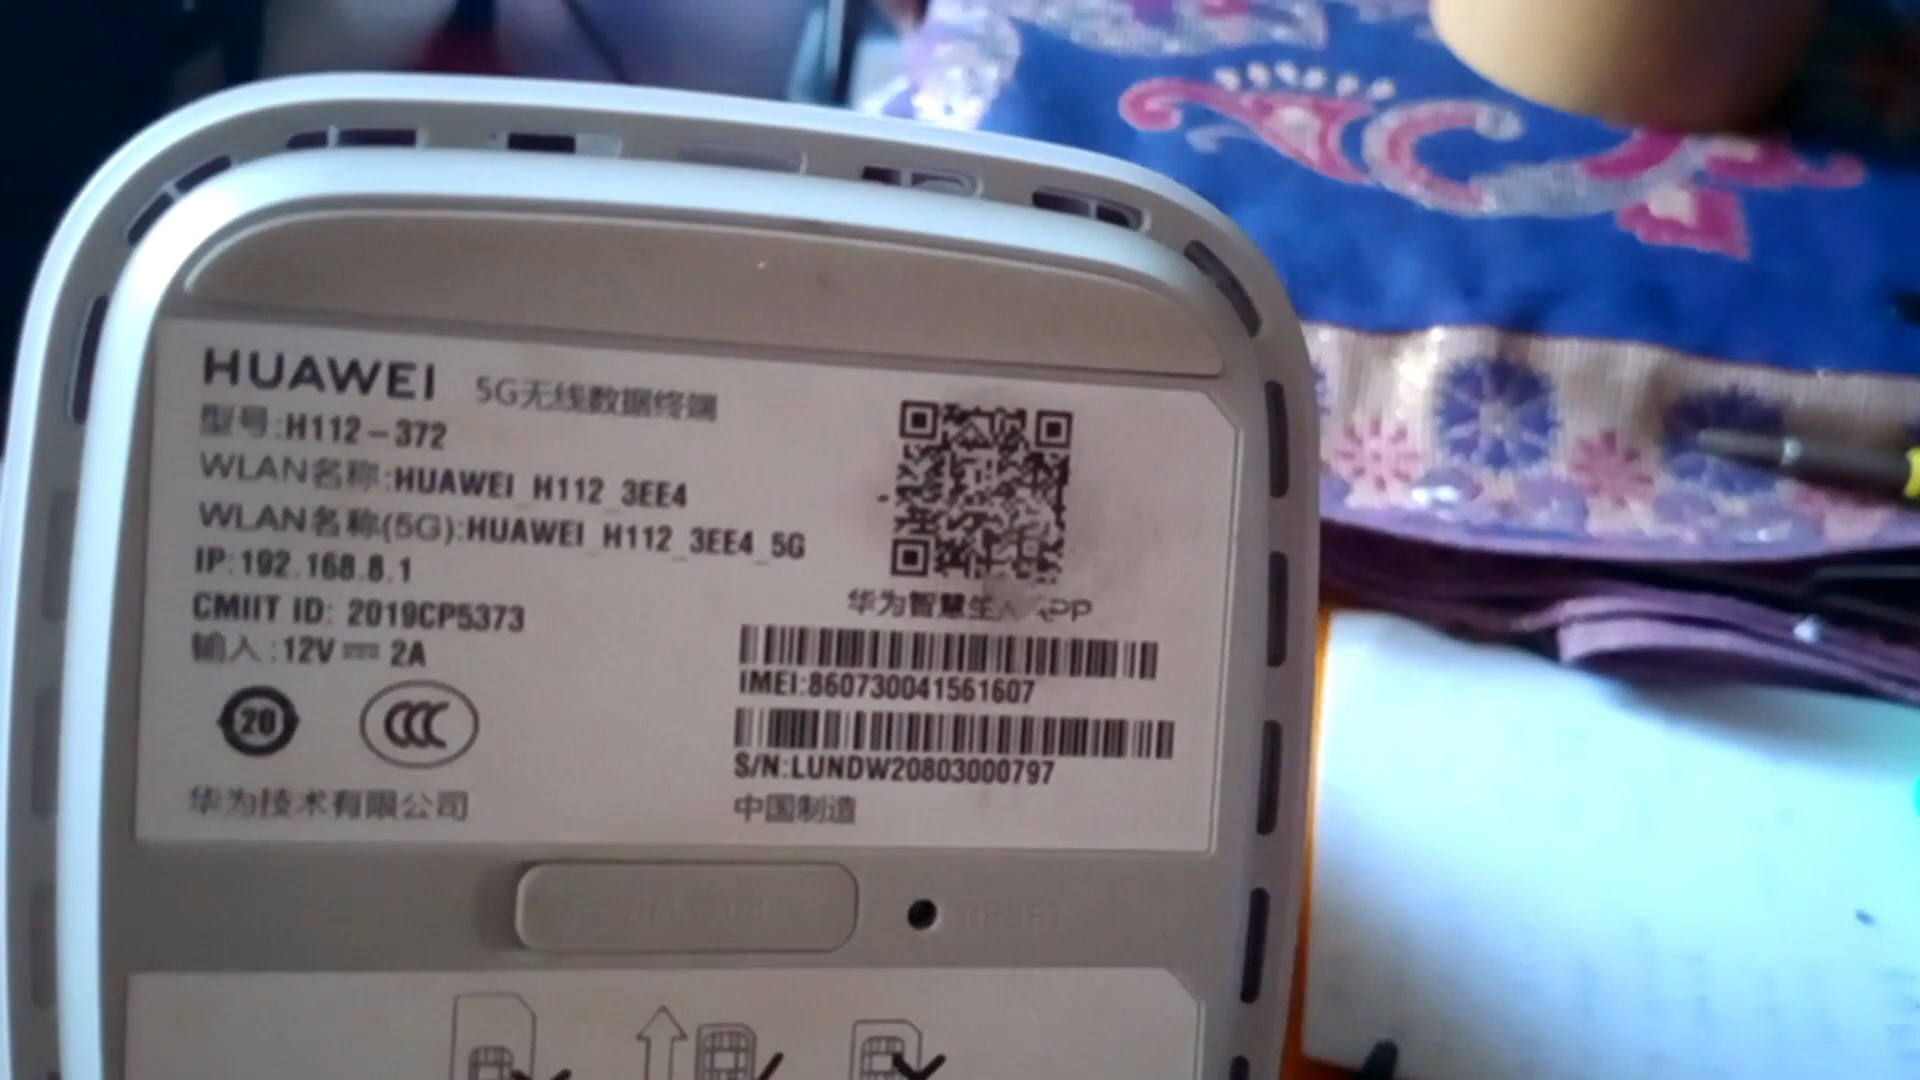 HUAWEI 5G无线数据终端
型号:H112-372
WLAN名称:HUAWEI_H112_3EE4
WLAN名称(5G):HUAWEI_H112_3EE4_5G
IP:192.168.8.1
CMIIT ID: 2019CP5373
输入:12V⎓2A
20
CCC
华为技术有限公司
华为智慧生 APP
IMEI:860730041561607
S/N:LUNDW20803000797
中国制造
RESET